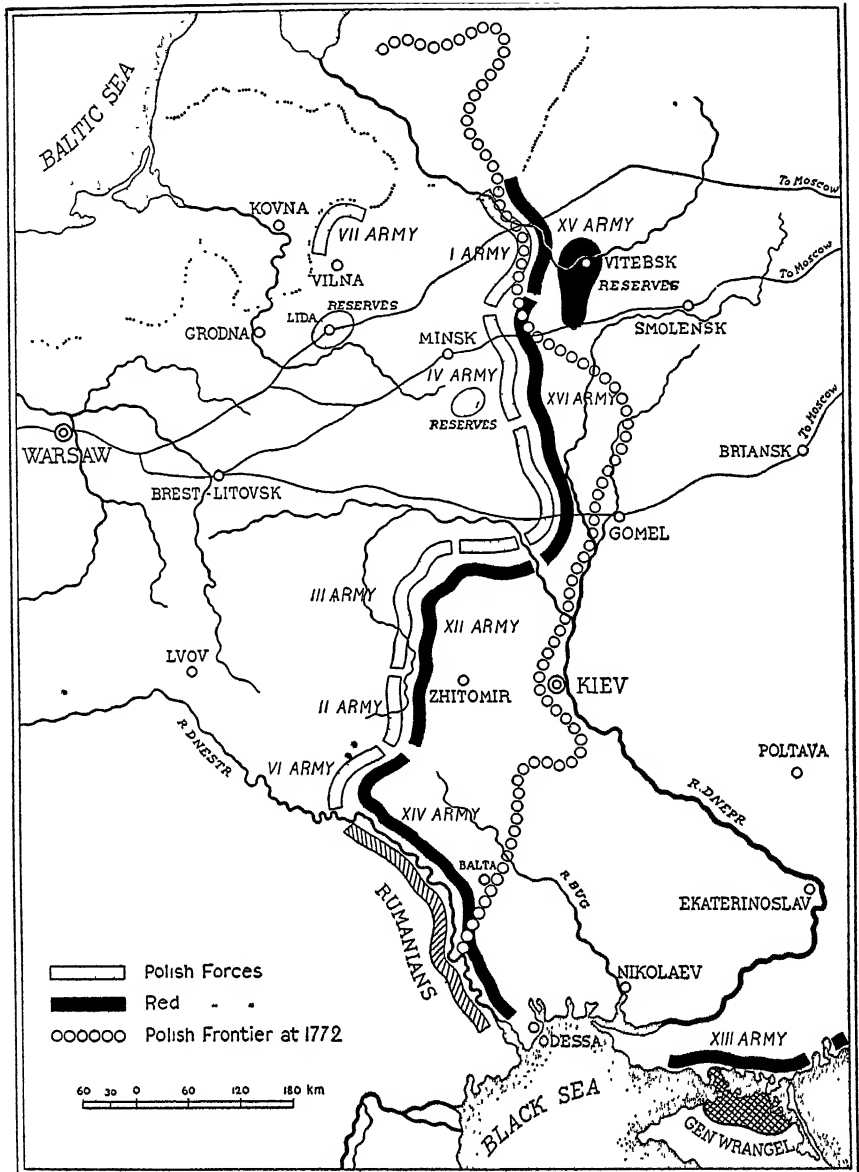 BALTIC SEA
To Moscow
KOVNA
VII ARMY
XV ARMY
I ARMY
VILNA
VITEBSK
RESERVES
To Moscow
RESERVES
LIDA.
GRODNA
SMOLENSK
MINSK
IV ARMY
XVI ARMY
RESERVES
To Moscow
WARSAW
BRIANSK
BREST-LITOVSK
GOMEL
III ARMY
XII ARMY
LVOV
ZHITOMIR
KIEV
II ARMY
R. DNESTR
VI ARMY
POLTAVA
XIV ARMY
R. DNEPR
BALTA
R. BUG
RUMANIANS
EKATERINOSLAV
Polish Forces
NIKOLAEV
Red " "
Polish Frontier at 1772
ODESSA
XIII ARMY
60 30 0 60 120 180 km
BLACK SEA
GEN WRANGEL